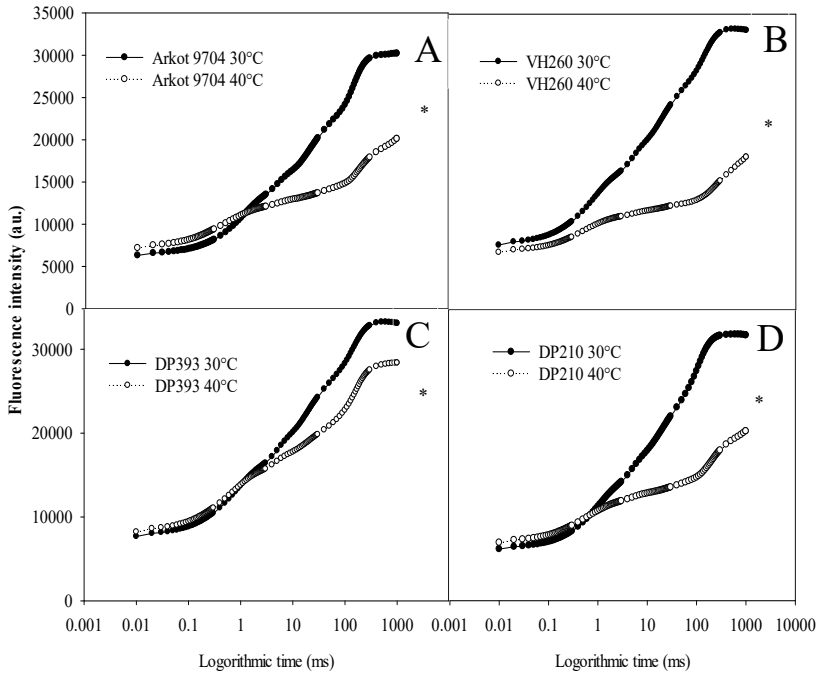 A
Arkot 9704 30°C
Arkot 9704 40°C
*
35000
30000
25000
20000
15000
10000
5000
0
B
VH260 30°C
VH260 40°C
*
Fluorescence intensity (au.)
C
DP393 30°C
DP393 40°C
*
30000
20000
10000
0
D
DP210 30°C
DP210 40°C
*
0.001 0.01 0.1 1 10 100 1000
0.001 0.01 0.1 1 10 100 1000 10000
Logorithmic time (ms)
Logorithmic time (ms)